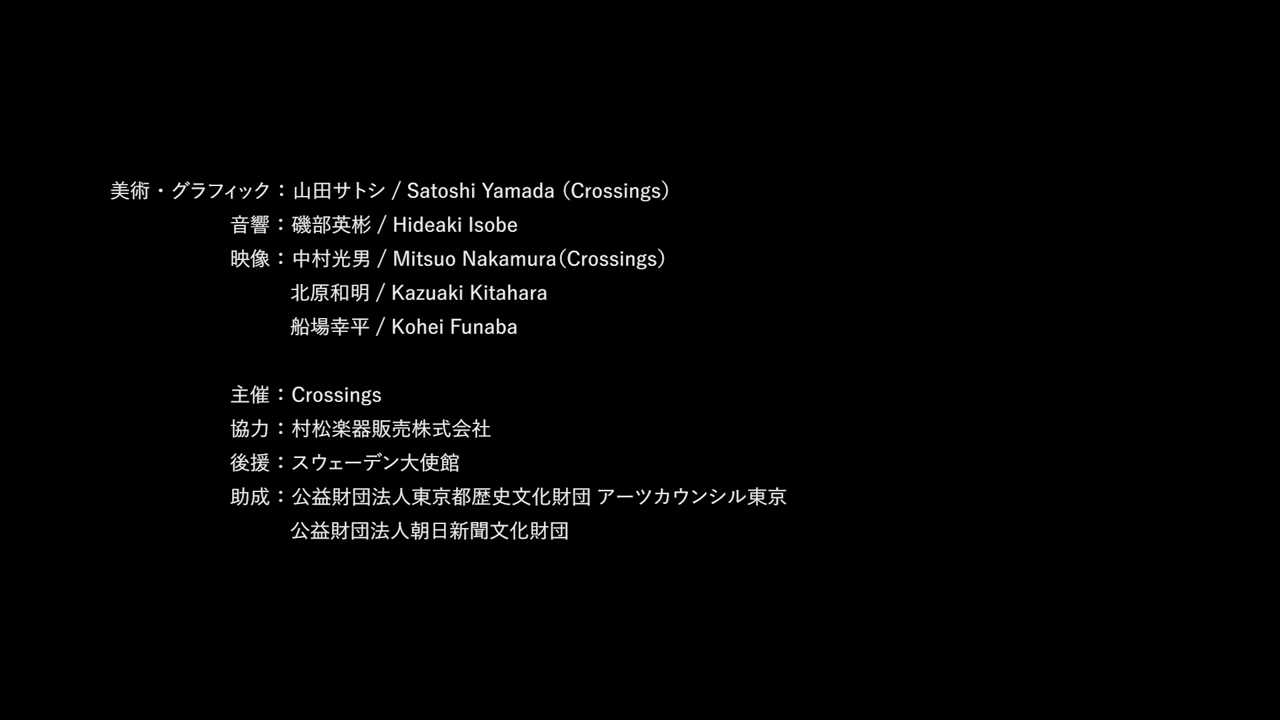 美術・グラフィック：山田サトシ / Satoshi Yamada (Crossings)
音響：磯部英彬 / Hideaki Isobe
映像：中村光男 / Mitsuo Nakamura(Crossings)
北原和明 / Kazuaki Kitahara
船場幸平 / Kohei Funaba
主催：Crossings
協力：村松楽器販売株式会社
後援：スウェーデン大使館
助成：公益財団法人東京都歴史文化財団 アーツカウンシル東京
公益財団法人朝日新聞文化財団